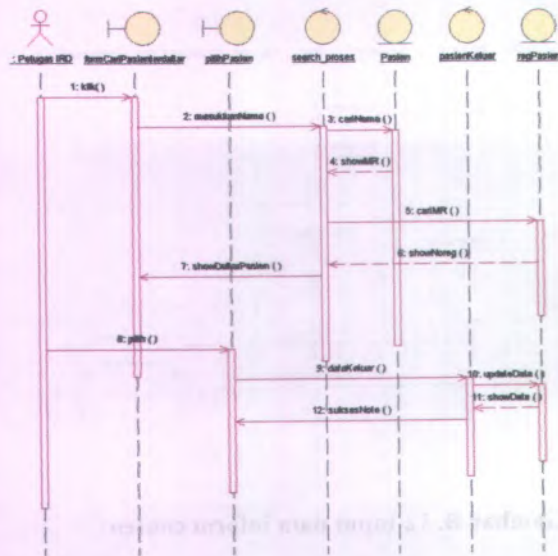 : Petugas IRD
formCariPasienterdaftar
pilihPasien
search_proses
Pasien
pasienKeluar
regPasien
1: klik()
2: masukkanNama ( )
3: cariNama ( )
4: showMR ( )
5: cariMR ( )
6: showNoreg ( )
7: showDaftarPasien ( )
8: pilih ( )
9: dataKeluar ( )
10: updateData ( )
11: showData ( )
12: suksesNote ( )